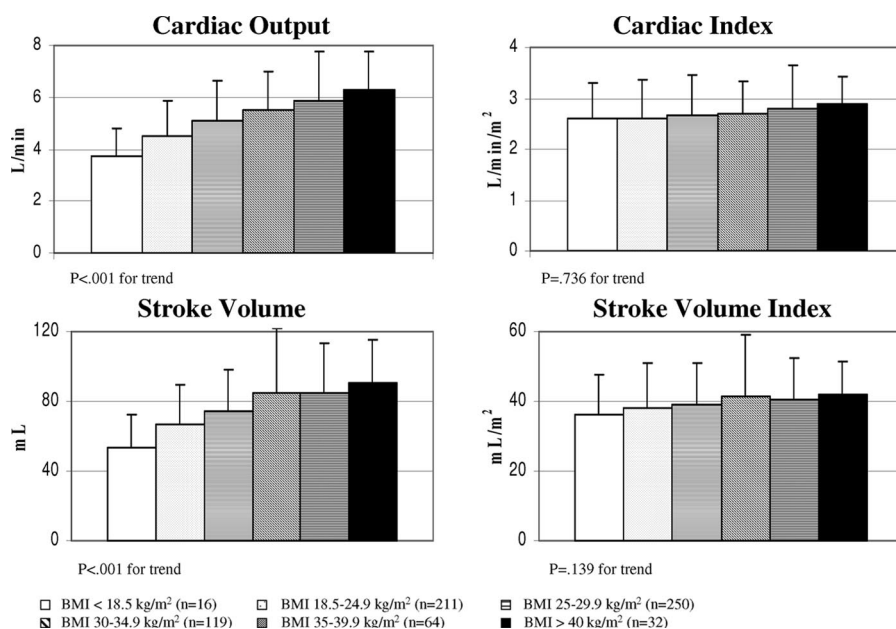 Cardiac Output
8
6
4
2
0
L/min
P<.001 for trend
Cardiac Index
4
3
2
1
0
L/min/m²
P=.736 for trend
Stroke Volume
120
80
40
0
mL
P<.001 for trend
Stroke Volume Index
60
40
20
0
mL/m²
P=.139 for trend
BMI < 18.5 kg/m² (n=16) BMI 18.5-24.9 kg/m² (n=211) BMI 25-29.9 kg/m² (n=250)
BMI 30-34.9 kg/m² (n=119) BMI 35-39.9 kg/m² (n=64) BMI > 40 kg/m² (n=32)